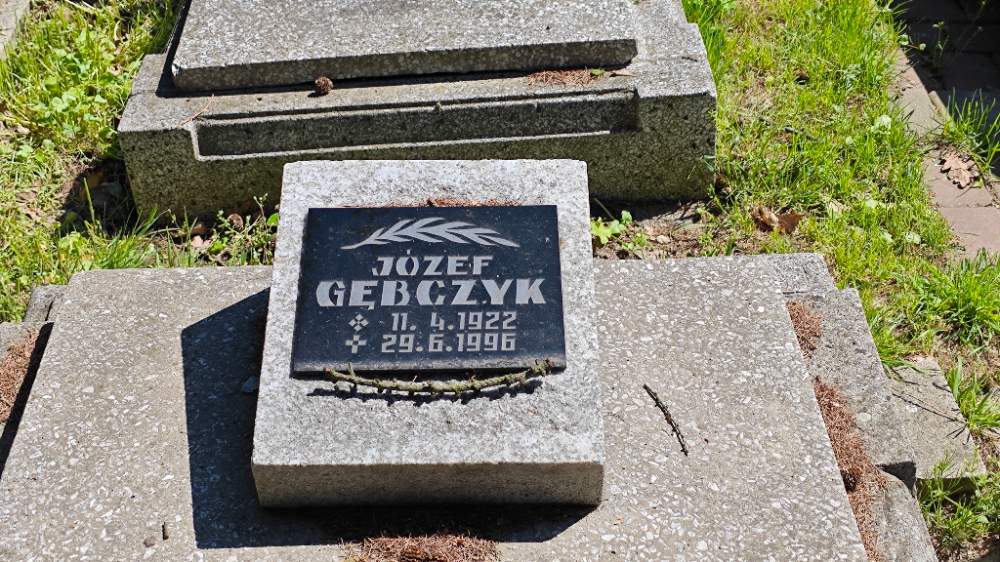 JÓZEF
GĘBCZYK
11. 4. 1922
29. 6. 1996